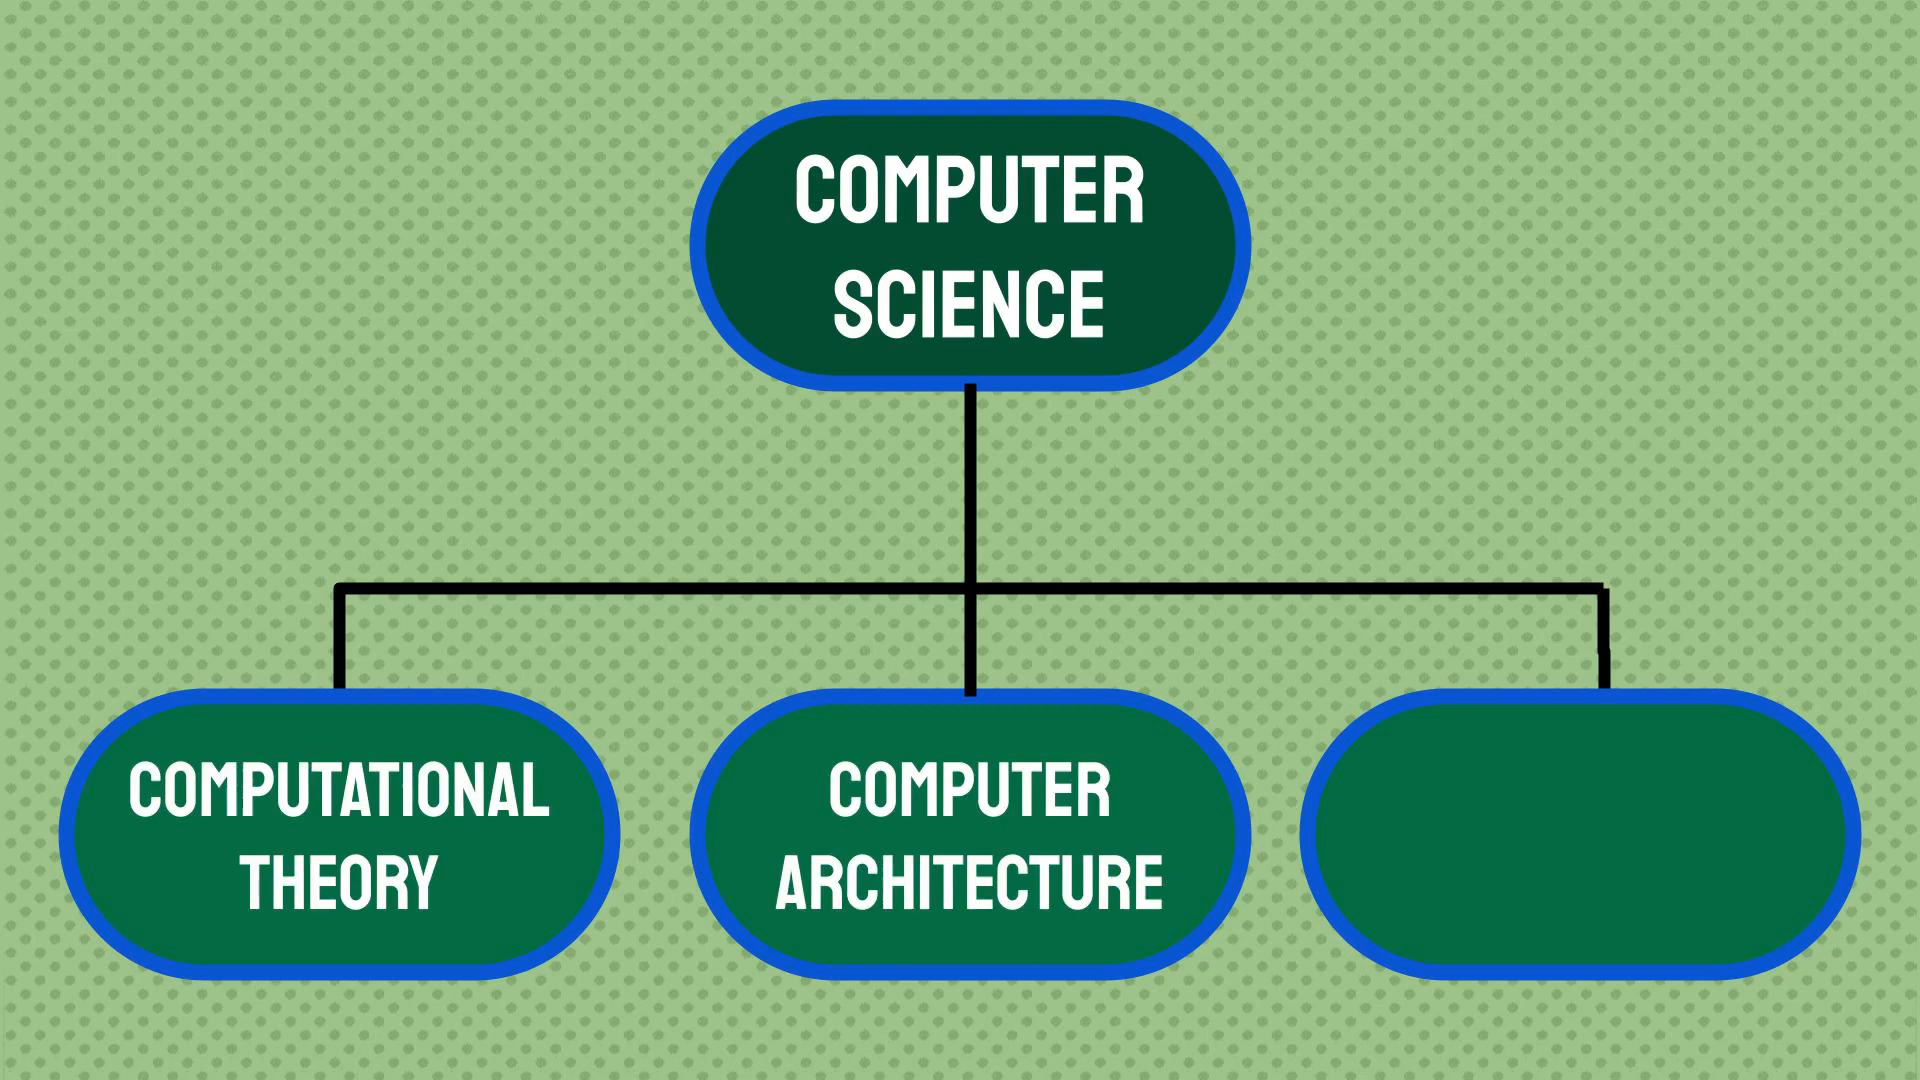 COMPUTER
SCIENCE
COMPUTATIONAL
THEORY
COMPUTER
ARCHITECTURE